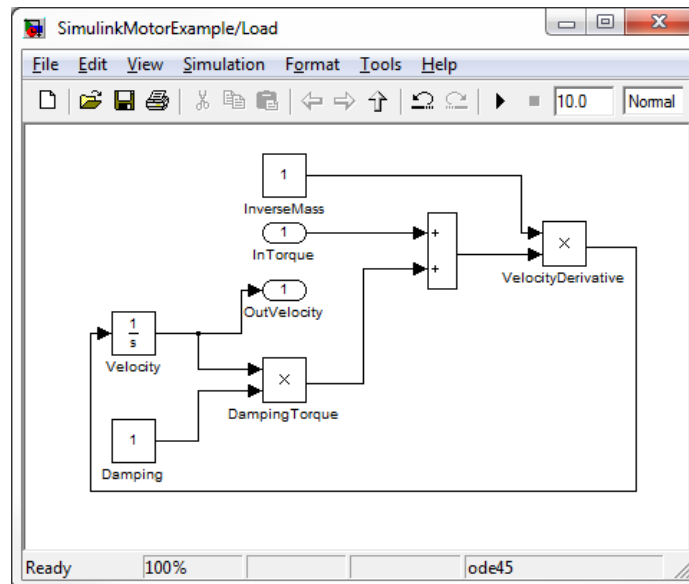 SimulinkMotorExample/Load
File Edit View Simulation Format Tools Help
10.0 Normal
1
InverseMass
1
InTorque
+
+
×
VelocityDerivative
1
OutVelocity
1
s
Velocity
×
DampingTorque
1
Damping
Ready 100% ode45